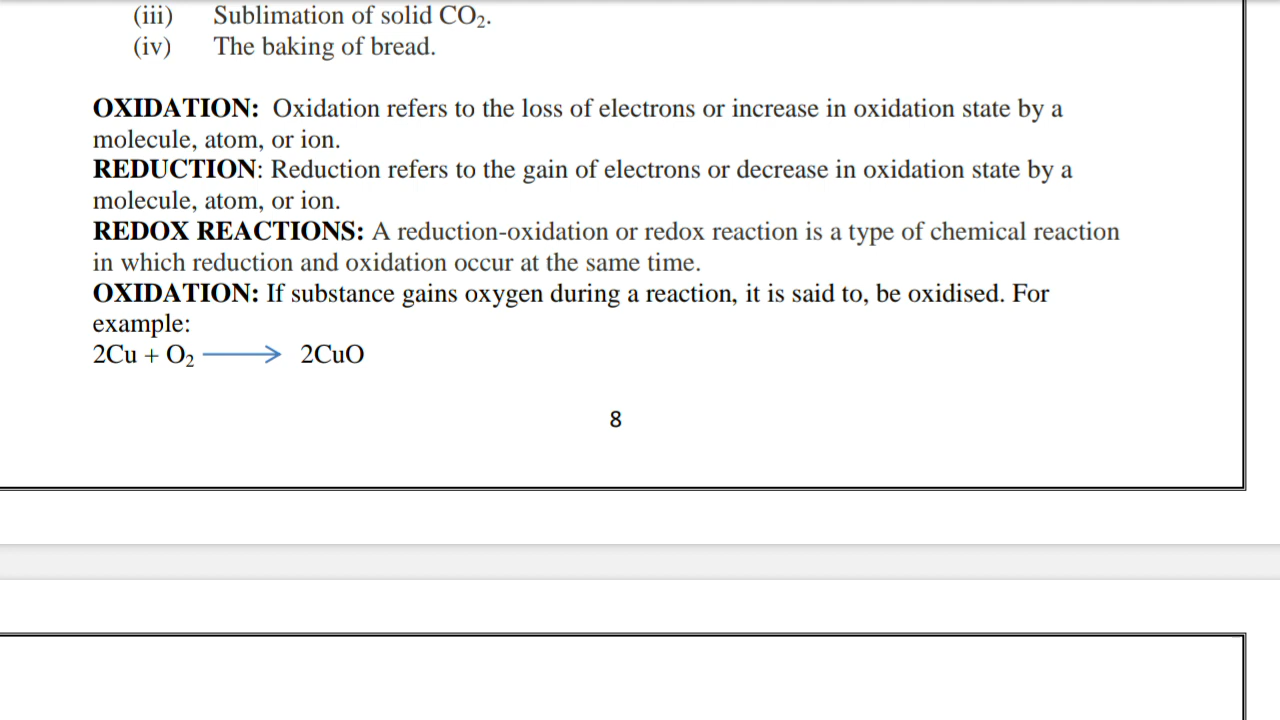 (iii) Sublimation of solid CO₂.
(iv) The baking of bread.
OXIDATION: Oxidation refers to the loss of electrons or increase in oxidation state by a
molecule, atom, or ion.
REDUCTION: Reduction refers to the gain of electrons or decrease in oxidation state by a
molecule, atom, or ion.
REDOX REACTIONS: A reduction-oxidation or redox reaction is a type of chemical reaction
in which reduction and oxidation occur at the same time.
OXIDATION: If substance gains oxygen during a reaction, it is said to, be oxidised. For
example:
2Cu + O₂ ⟶ 2CuO
8